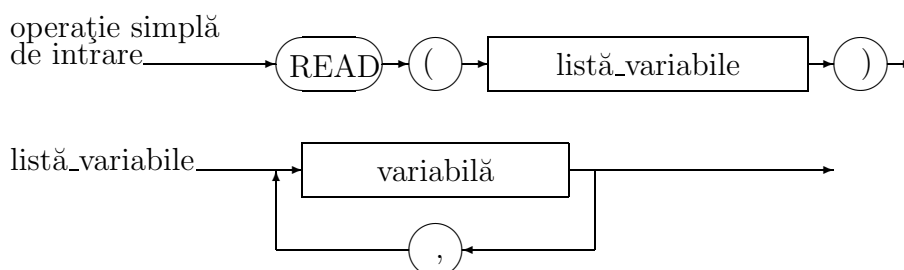 operaţie simplă
de intrare READ ( listă_variabile )
listă_variabile variabilă
,